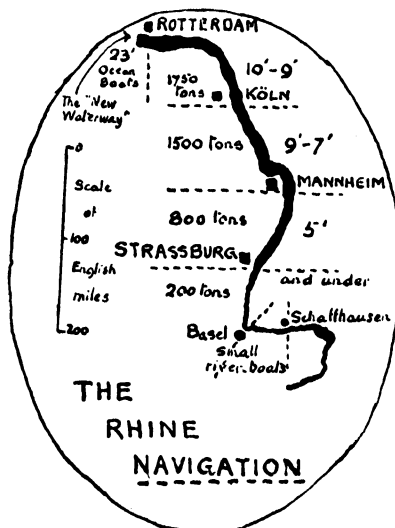 ROTTERDAM
23'
Ocean
Boats
The "New
Waterway"
1750
tons
10'-9'
KÖLN
1500 tons
9'-7'
MANNHEIM
0
Scale
of
100
English
miles
200
800 tons
5'
STRASSBURG
200 tons
and under
Basel
Schaffhausen
small
river-boats
THE
RHINE
NAVIGATION